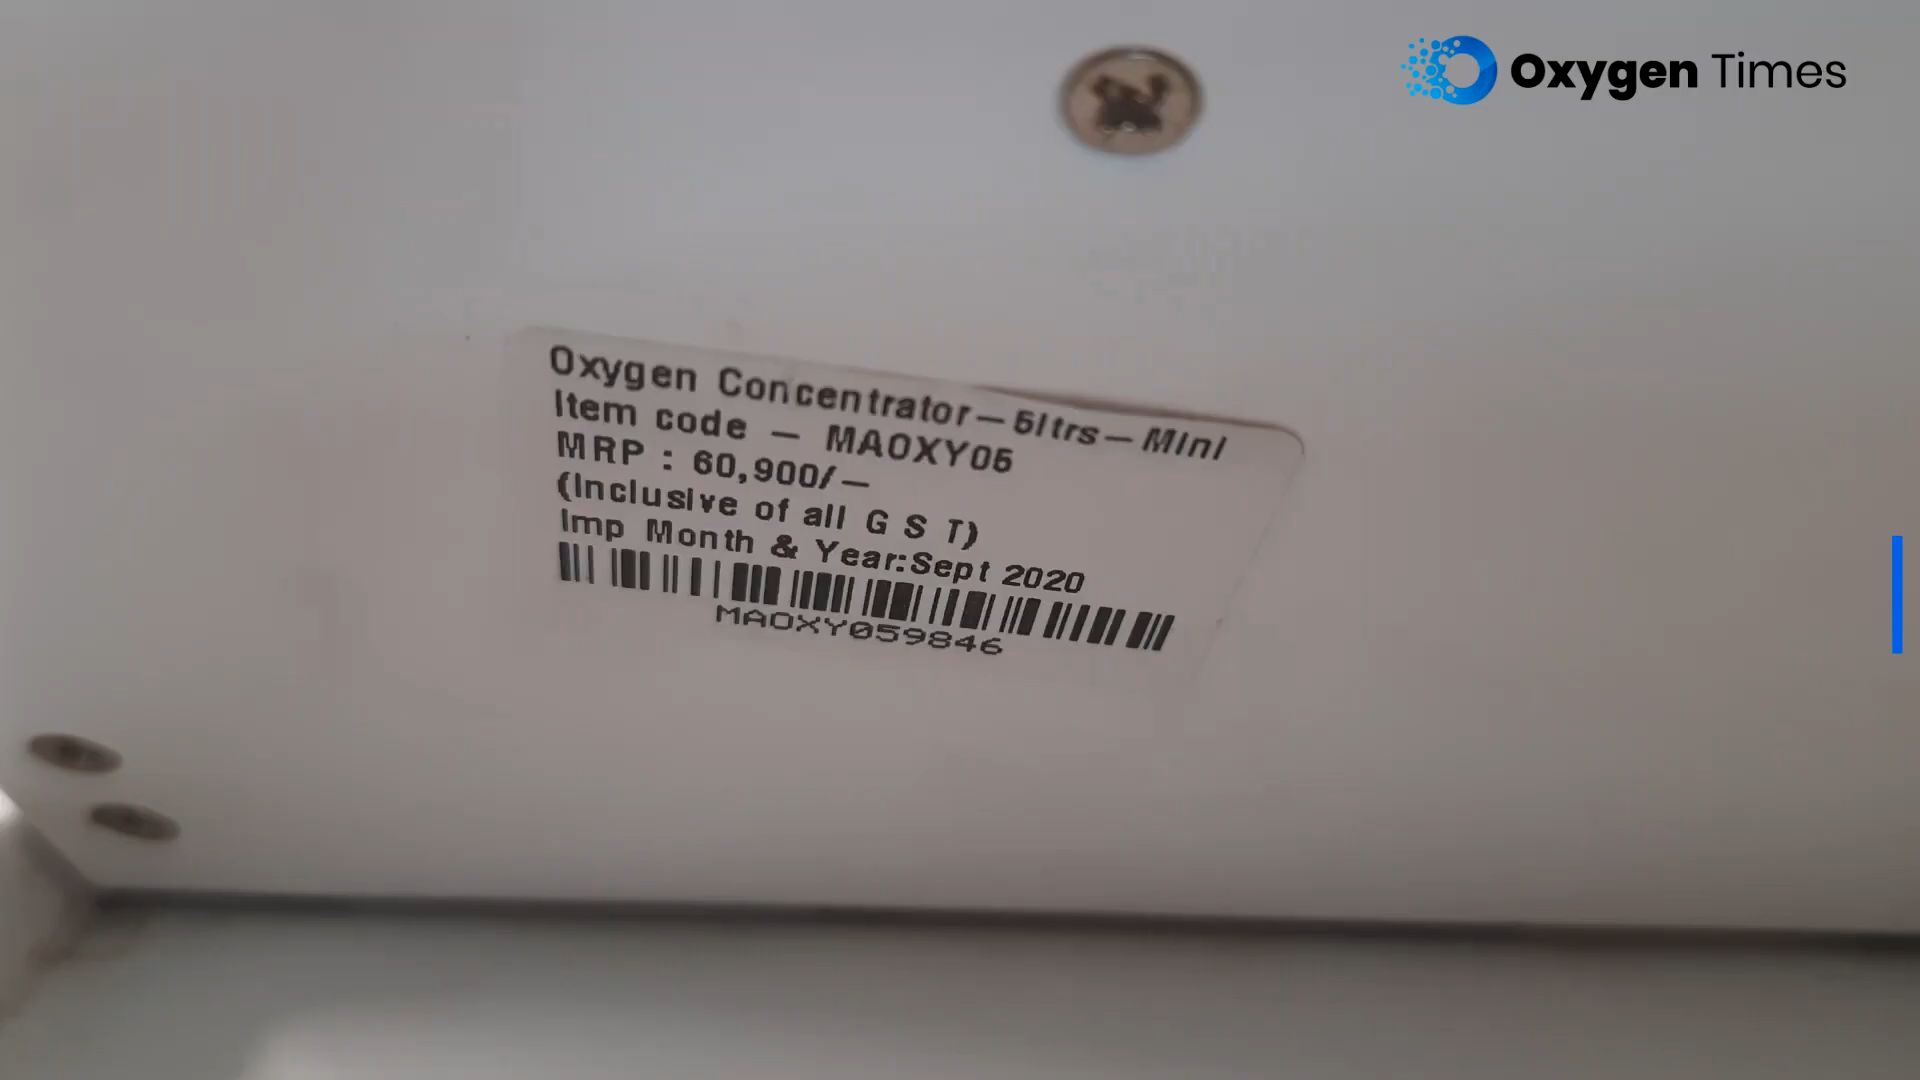 Oxygen Times
Oxygen Concentrator-5ltrs-Mini
Item code - MAOXY05
MRP : 60,900/-
(Inclusive of all G S T)
Imp Month & Year:Sept 2020
MAOXY059846